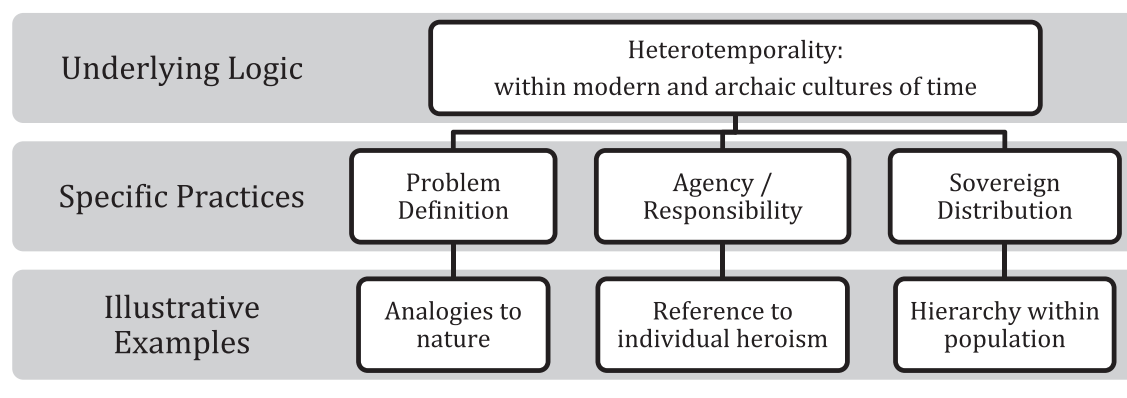 Underlying Logic
Heterotemporality:
within modern and archaic cultures of time
Specific Practices
Problem
Definition
Agency /
Responsibility
Sovereign
Distribution
Illustrative
Examples
Analogies to
nature
Reference to
individual heroism
Hierarchy within
population